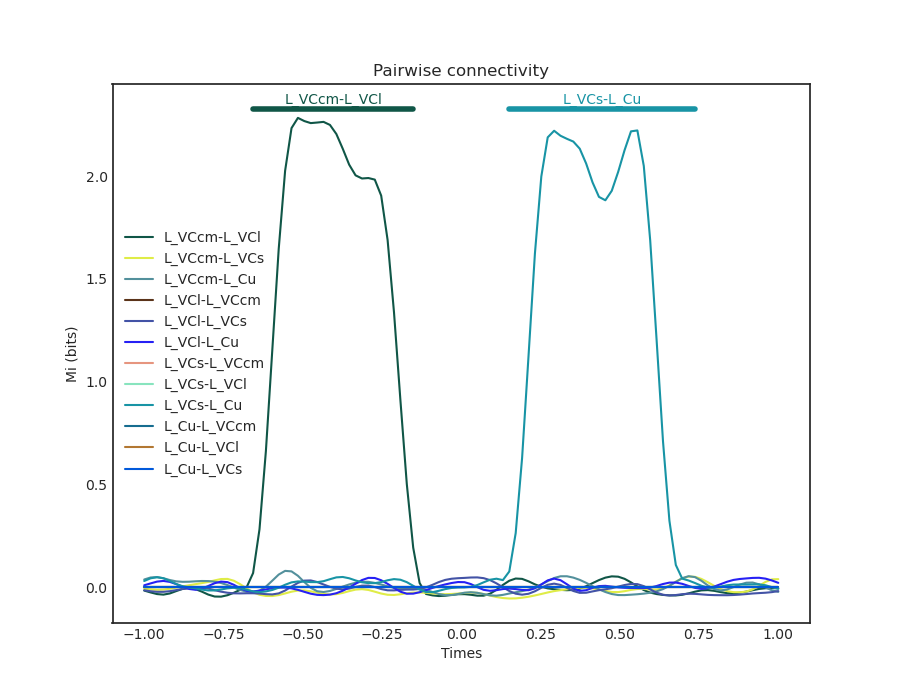 Pairwise connectivity
L_VCcm-L_VCl
L_VCs-L_Cu
2.0
1.5
1.0
0.5
0.0
Mi (bits)
L_VCcm-L_VCl
L_VCcm-L_VCs
L_VCcm-L_Cu
L_VCl-L_VCcm
L_VCl-L_VCs
L_VCl-L_Cu
L_VCs-L_VCcm
L_VCs-L_VCl
L_VCs-L_Cu
L_Cu-L_VCcm
L_Cu-L_VCl
L_Cu-L_VCs
−1.00 −0.75 −0.50 −0.25 0.00 0.25 0.50 0.75 1.00
Times